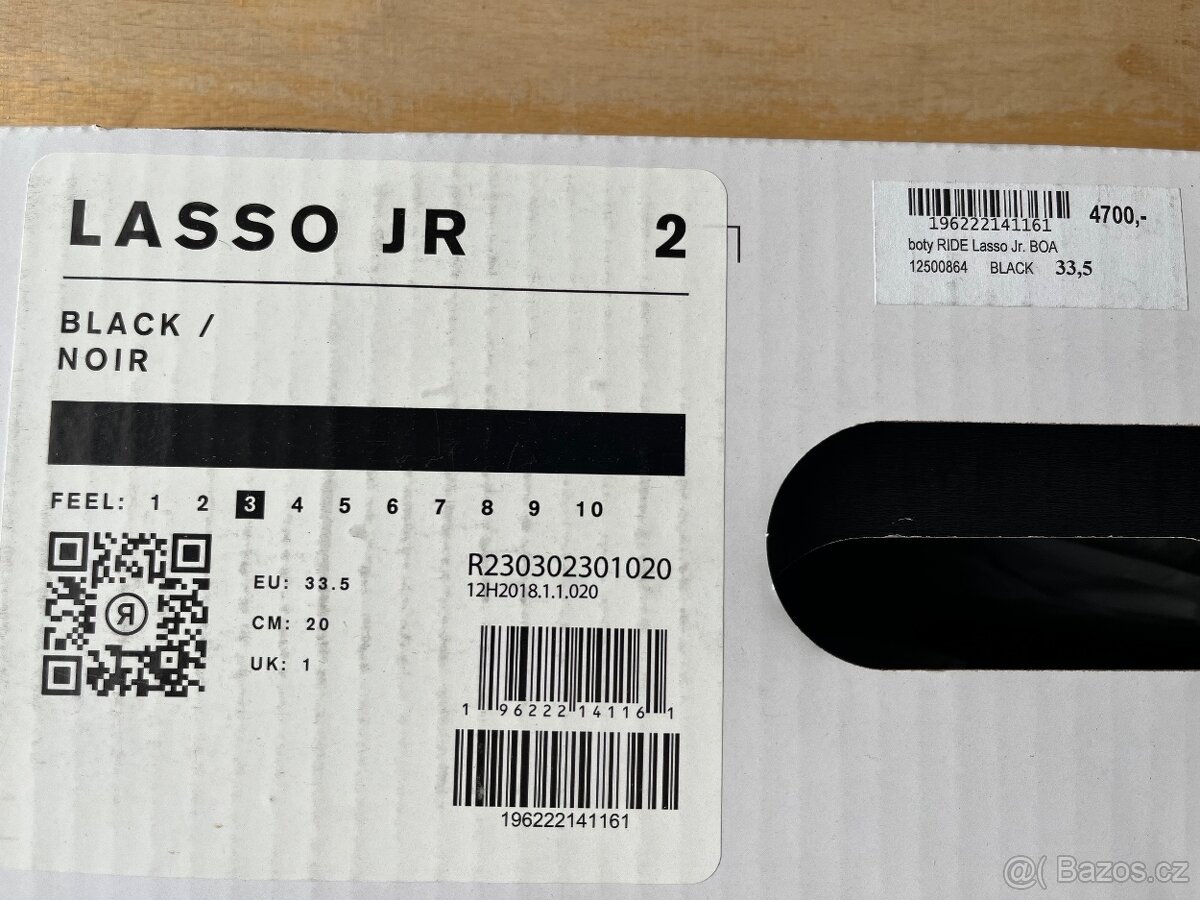 LASSO JR 2
BLACK /
NOIR
FEEL: 1 2 3 4 5 6 7 8 9 10
R
EU: 33.5
CM: 20
UK: 1
R230302301020
12H2018.1.1.020
1 96222 14116 1
196222141161
196222141161
4700,-
boty RIDE Lasso Jr. BOA
12500864 BLACK 33,5
@( Bazos.cz